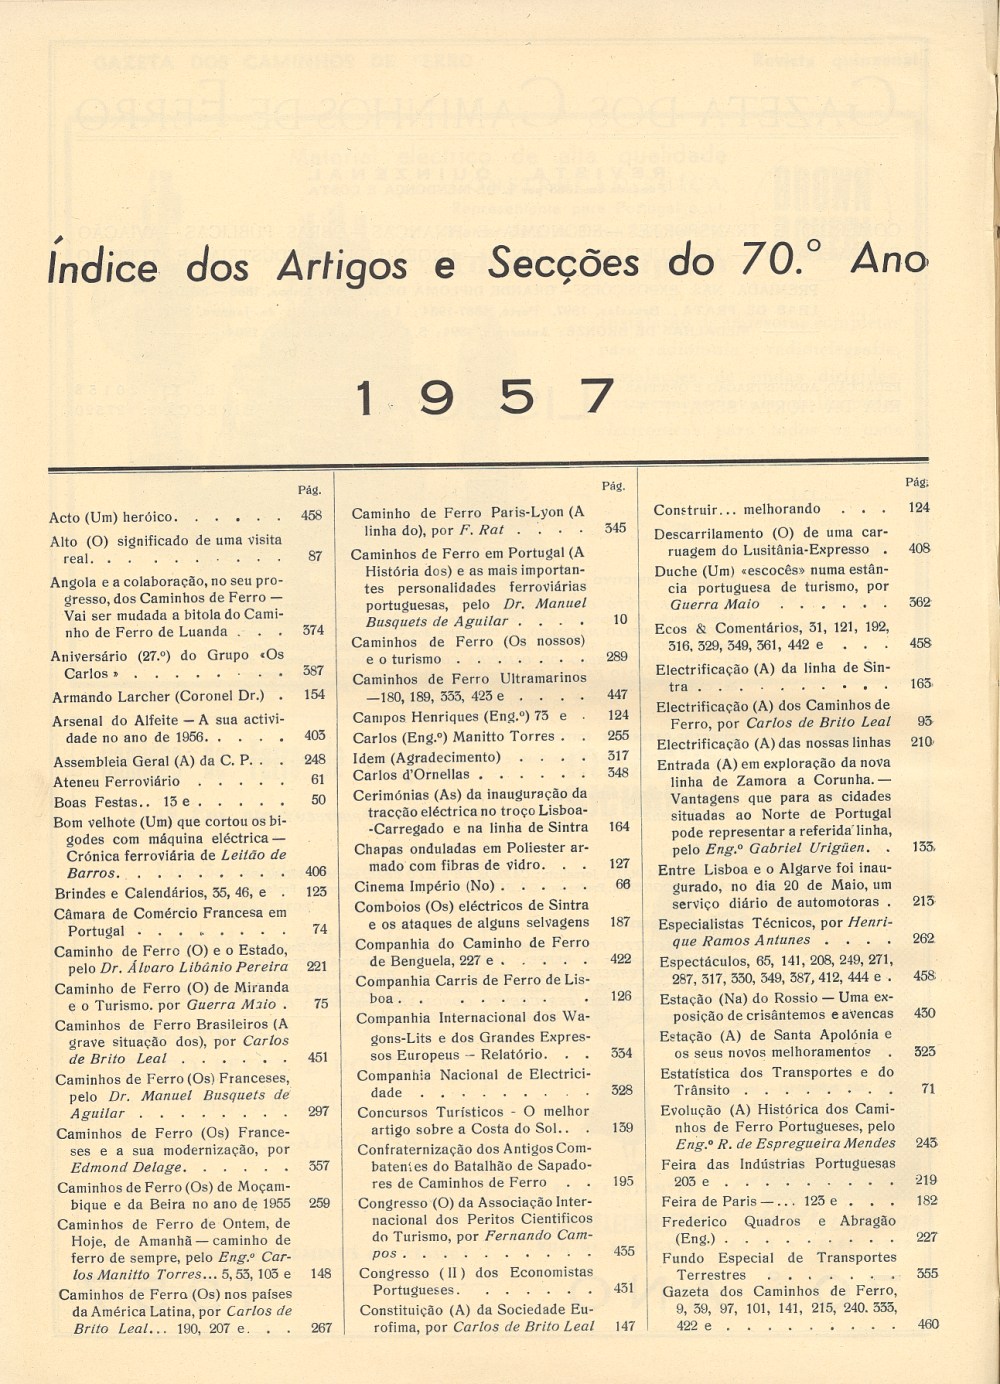 Índice dos Artigos e Secções do 70.º Ano
1957
Pág.
Acto (Um) heróico. . . . . . 458
Alto (O) significado de uma visita
real. . . . . . . . . . 87
Angola e a colaboração, no seu pro-
gresso, dos Caminhos de Ferro —
Vai ser mudada a bitola do Cami-
nho de Ferro de Luanda . . . 374
Aniversário (27.º) do Grupo «Os
Carlos» . . . . . . . . 387
Armando Larcher (Coronel Dr.) . 154
Arsenal do Alfeite — A sua activi-
dade no ano de 1956. . . . . 403
Assembleia Geral (A) da C. P. . . 248
Ateneu Ferroviário . . . . . 61
Boas Festas.. 13 e . . . . . 50
Bom velhote (Um) que cortou os bi-
godes com máquina eléctrica —
Crónica ferroviária de Leitão de
Barros. . . . . . . . . 406
Brindes e Calendários, 35, 46, e . 123
Câmara de Comércio Francesa em
Portugal . . . . . . . . 74
Caminho de Ferro (O) e o Estado,
pelo Dr. Álvaro Libânio Pereira 221
Caminho de Ferro (O) de Miranda
e o Turismo. por Guerra Maio . 75
Caminhos de Ferro Brasileiros (A
grave situação dos), por Carlos
de Brito Leal . . . . . . 451
Caminhos de Ferro (Os) Franceses,
pelo Dr. Manuel Busquets de
Aguilar . . . . . . . . 297
Caminhos de Ferro (Os) France-
ses e a sua modernização, por
Edmond Delage. . . . . . 357
Caminhos de Ferro (Os) de Moçam-
bique e da Beira no ano de 1955 259
Caminhos de Ferro de Ontem, de
Hoje, de Amanhã — caminho de
ferro de sempre, pelo Eng.º Car-
los Manitto Torres... 5, 53, 103 e 148
Caminhos de Ferro (Os) nos países
da América Latina, por Carlos de
Brito Leal... 190, 207 e. . . 267
Pág.
Caminho de Ferro Paris-Lyon (A
linha do), por F. Rat . . . . 345
Caminhos de Ferro em Portugal (A
História dos) e as mais importan-
tes personalidades ferroviárias
portuguesas, pelo Dr. Manuel
Busquets de Aguilar . . . . 10
Caminhos de Ferro (Os nossos)
e o turismo . . . . . . . 289
Caminhos de Ferro Ultramarinos
—180, 189, 333, 423 e . . . . 447
Campos Henriques (Eng.º) 73 e . 124
Carlos (Eng.º) Manitto Torres . . 255
Idem (Agradecimento) . . . . 317
Carlos d'Ornellas . . . . . . 348
Cerimónias (As) da inauguração da
tracção eléctrica no troço Lisboa-
-Carregado e na linha de Sintra 164
Chapas onduladas em Poliester ar-
mado com fibras de vidro. . . 127
Cinema Império (No) . . . . . 66
Comboios (Os) eléctricos de Sintra
e os ataques de alguns selvagens 187
Companhia do Caminho de Ferro
de Benguela, 227 e . . . . . 422
Companhia Carris de Ferro de Lis-
boa . . . . . . . . 126
Companhia Internacional dos Wa-
gons-Lits e dos Grandes Expres-
sos Europeus — Relatório. . . 334
Companhia Nacional de Electrici-
dade . . . . . . . . . 328
Concursos Turísticos - O melhor
artigo sobre a Costa do Sol.. . 139
Confraternização dos Antigos Com-
batentes do Batalhão de Sapado-
res de Caminhos de Ferro . . 195
Congresso (O) da Associação Inter-
nacional dos Peritos Cientificos
do Turismo, por Fernando Cam-
pos . . . . . . . . . . 435
Congresso (II) dos Economistas
Portugueses. . . . . . . 431
Constituição (A) da Sociedade Eu-
rofima, por Carlos de Brito Leal 147
Pág.
Construir... melhorando . . . 124
Descarrilamento (O) de uma car-
ruagem do Lusitânia-Expresso . 408
Duche (Um) «escocês» numa estân-
cia portuguesa de turismo, por
Guerra Maio . . . . . . 362
Ecos & Comentários, 31, 121, 192,
316, 329, 349, 361, 442 e . . . 458
Electrificação (A) da linha de Sin-
tra . . . . . . . . . . 163
Electrificação (A) dos Caminhos de
Ferro, por Carlos de Brito Leal 93
Electrificação (A) das nossas linhas 210
Entrada (A) em exploração da nova
linha de Zamora a Corunha. —
Vantagens que para as cidades
situadas ao Norte de Portugal
pode representar a referida linha,
pelo Eng.º Gabriel Urigüen. . 133
Entre Lisboa e o Algarve foi inau-
gurado, no dia 20 de Maio, um
serviço diário de automotoras . 213
Especialistas Técnicos, por Henri-
que Ramos Antunes . . . . 262
Espectáculos, 65, 141, 208, 249, 271,
287, 317, 330, 349, 387, 412, 444 e . 458
Estação (Na) do Rossio — Uma ex-
posição de crisântemos e avencas 430
Estação (A) de Santa Apolónia e
os seus novos melhoramentos . 323
Estatística dos Transportes e do
Trânsito . . . . . . . . 71
Evolução (A) Histórica dos Cami-
nhos de Ferro Portugueses, pelo
Eng.º R. de Espregueira Mendes 243
Feira das Indústrias Portuguesas
203 e . . . . . . . . . 219
Feira de Paris —... 123 e . . . 182
Frederico Quadros e Abragão
(Eng.) . . . . . . . . . 227
Fundo Especial de Transportes
Terrestres . . . . . . . 355
Gazeta dos Caminhos de Ferro,
9, 39, 97, 101, 141, 215, 240. 333,
422 e . . . . . . . . . 460